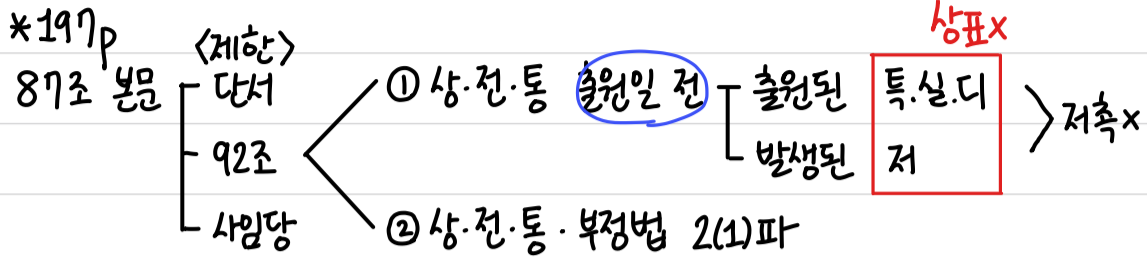 *197p
상표x
<제한>
87조 본문 단서 ① 상·전·통 출원일 전 출원된 특.실.디
92조 발생된 저 저촉x
사임당 ② 상·전·통·부정법 2(1)파